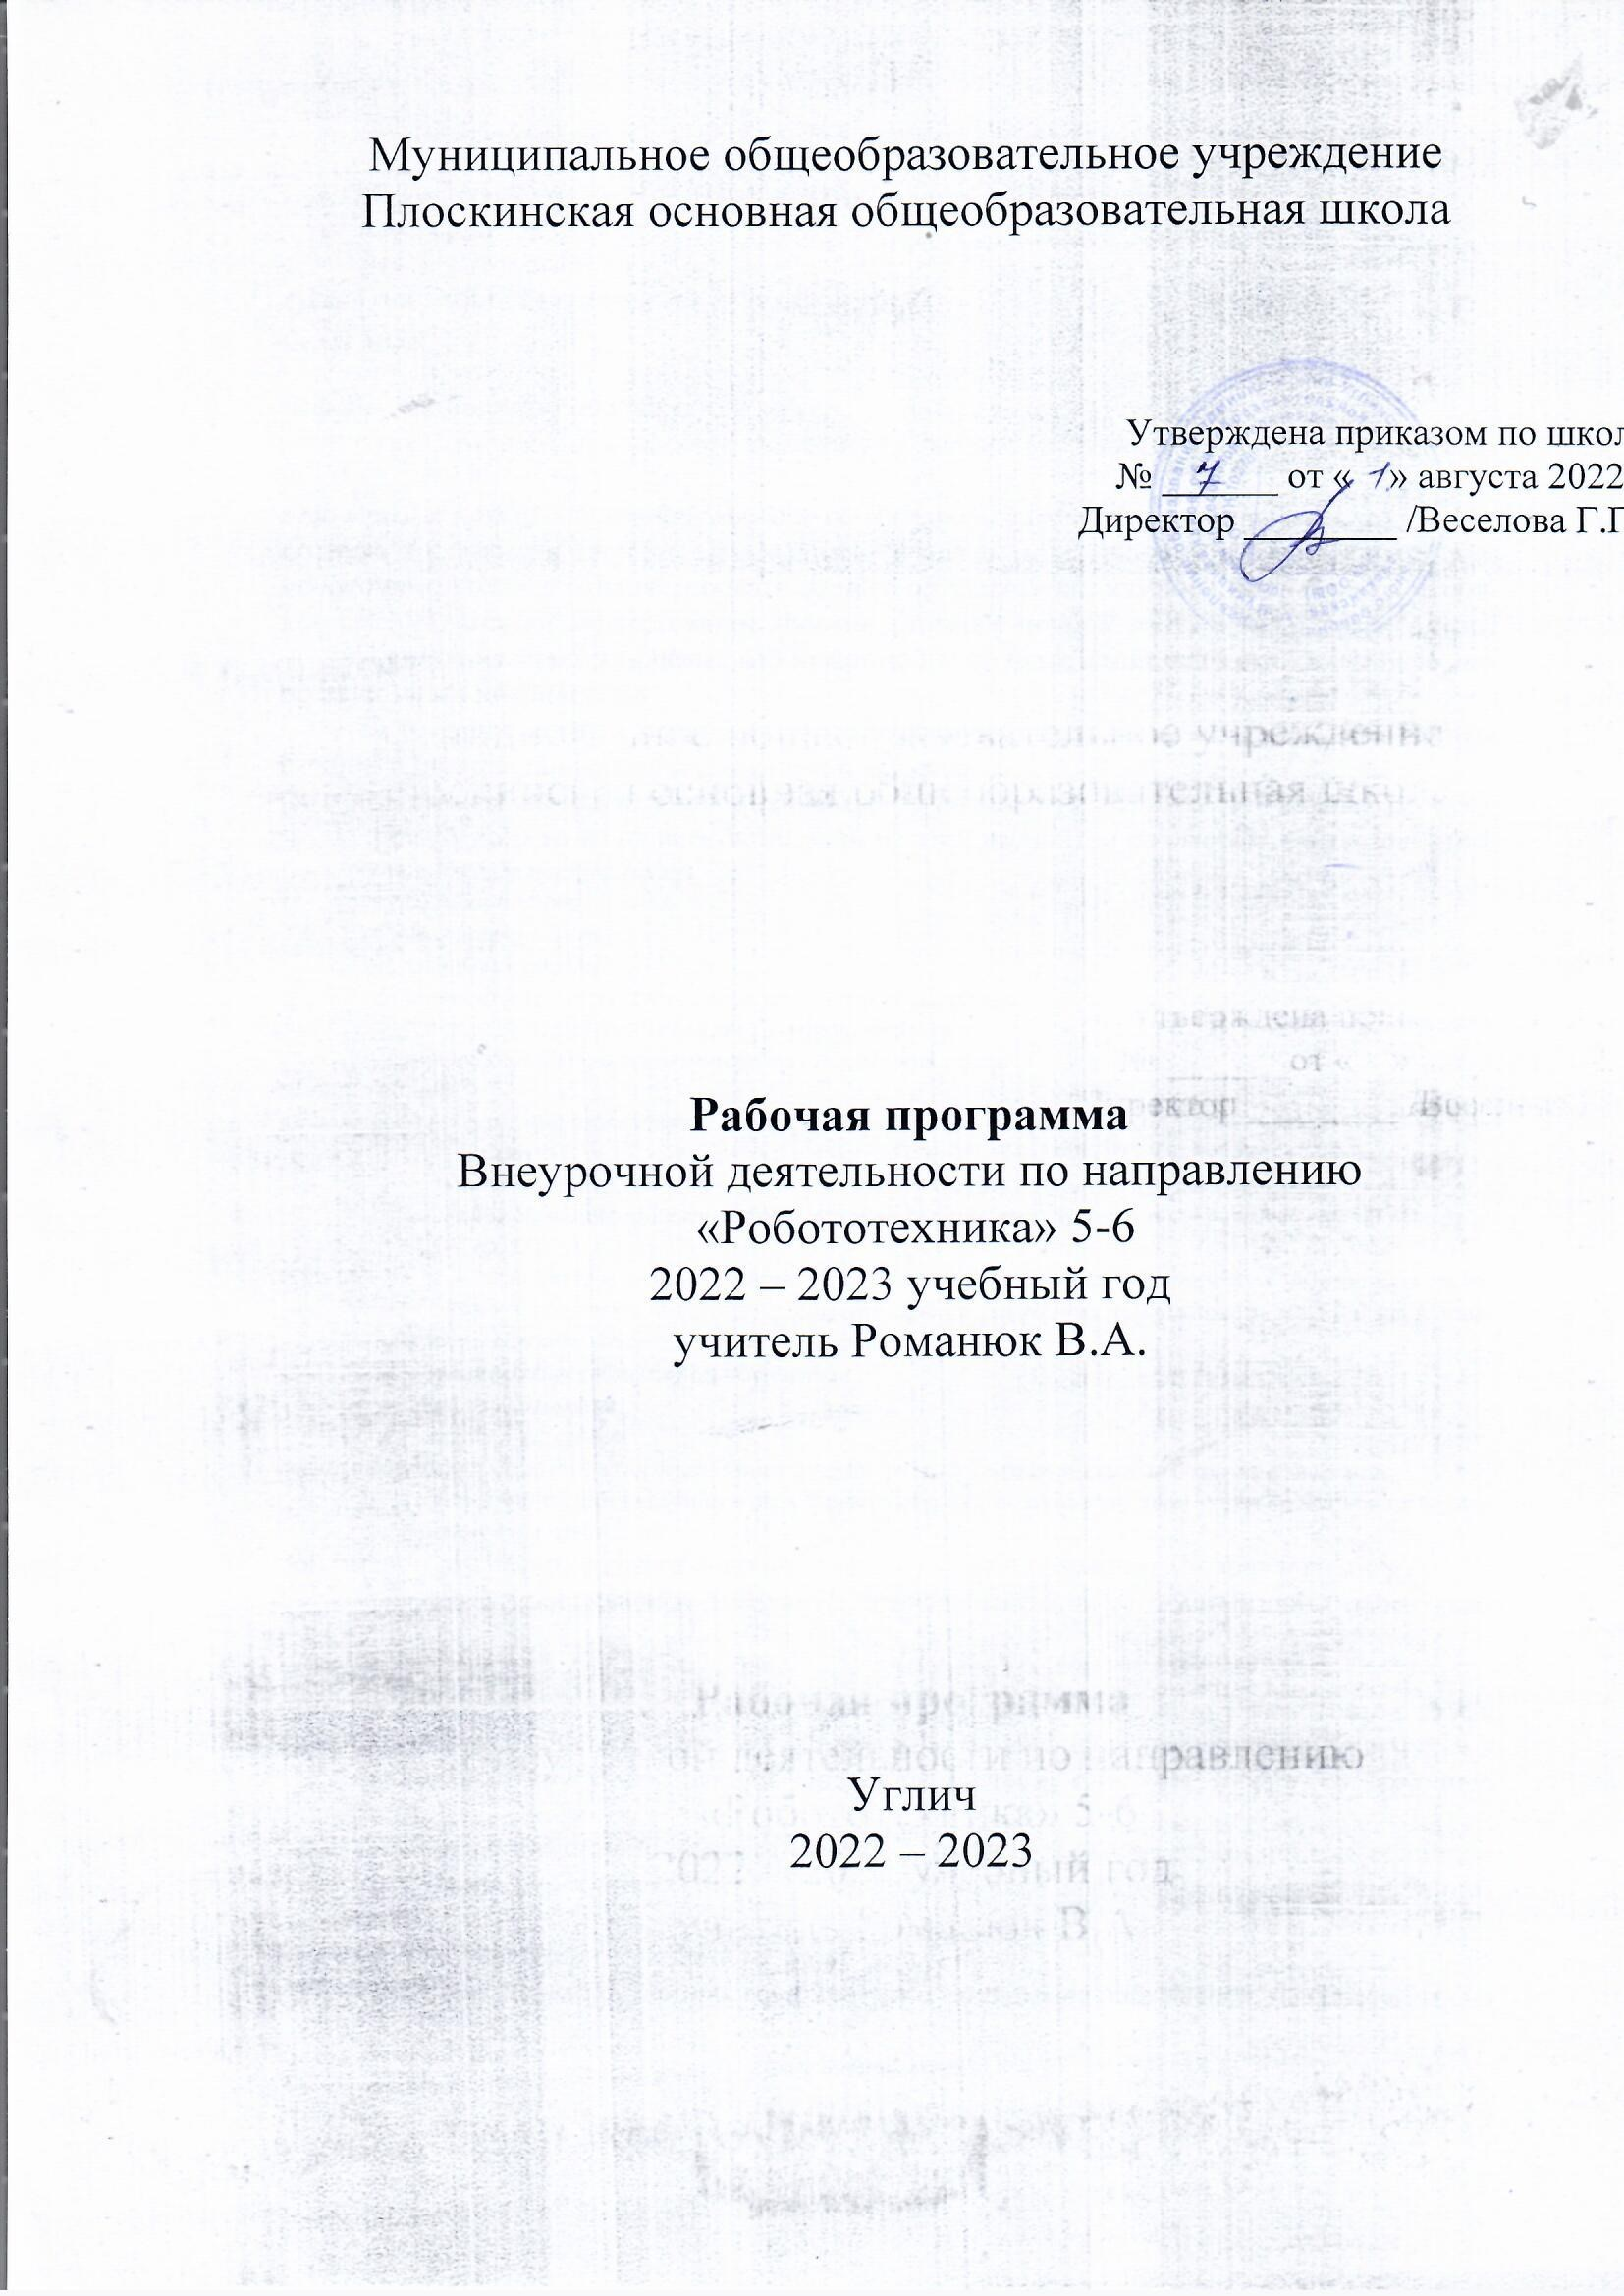 Муниципальное общеобразовательное учреждение
Плоскинская основная общеобразовательная школа
Утверждена приказом по школ
№ 7 от « 1» августа 2022
Директор /Веселова Г.Г
Рабочая программа
Внеурочной деятельности по направлению
«Робототехника» 5-6
2022 – 2023 учебный год
учитель Романюк В.А.
Углич
2022 – 2023